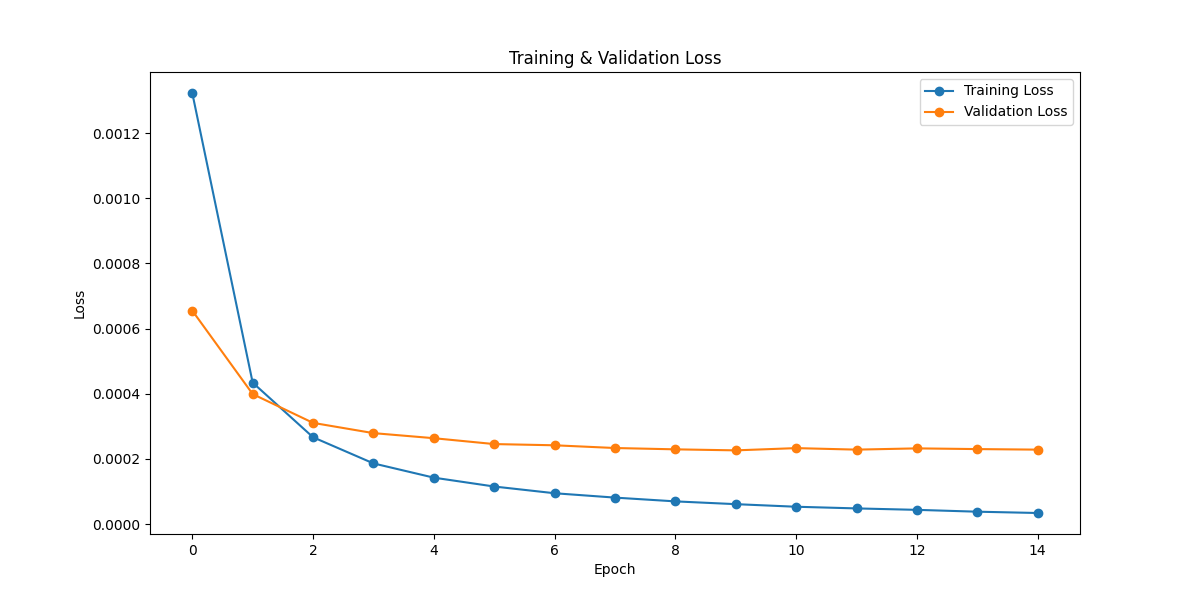 Training & Validation Loss
Training Loss
Validation Loss
0.0012
0.0010
0.0008
0.0006
0.0004
0.0002
0.0000
Loss
0 2 4 6 8 10 12 14
Epoch